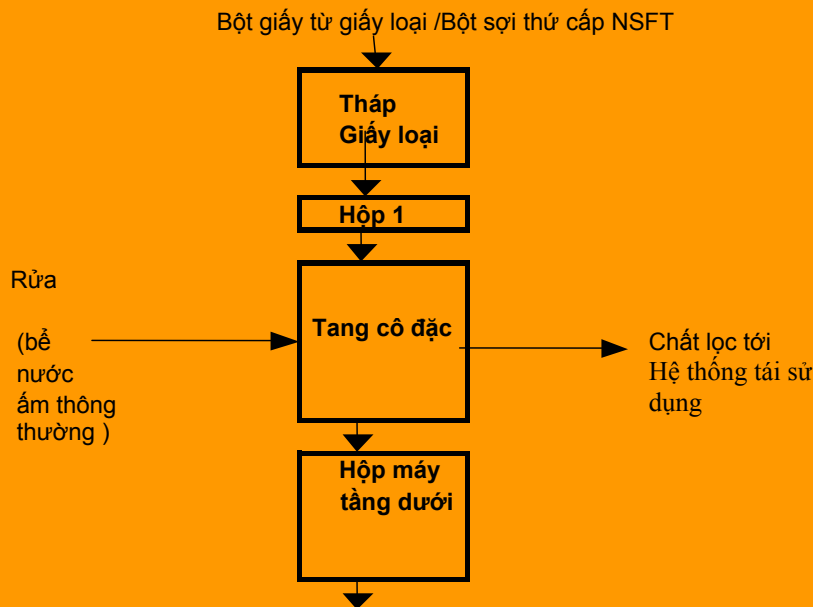 Bột giấy từ giấy loại /Bột sợi thứ cấp NSFT
Tháp
Giấy loại
Hộp 1
Rửa
(bể
nước
ấm thông
thường )
Tang cô đặc
Chất lọc tới
Hệ thống tái sử
dụng
Hộp máy
tầng dưới